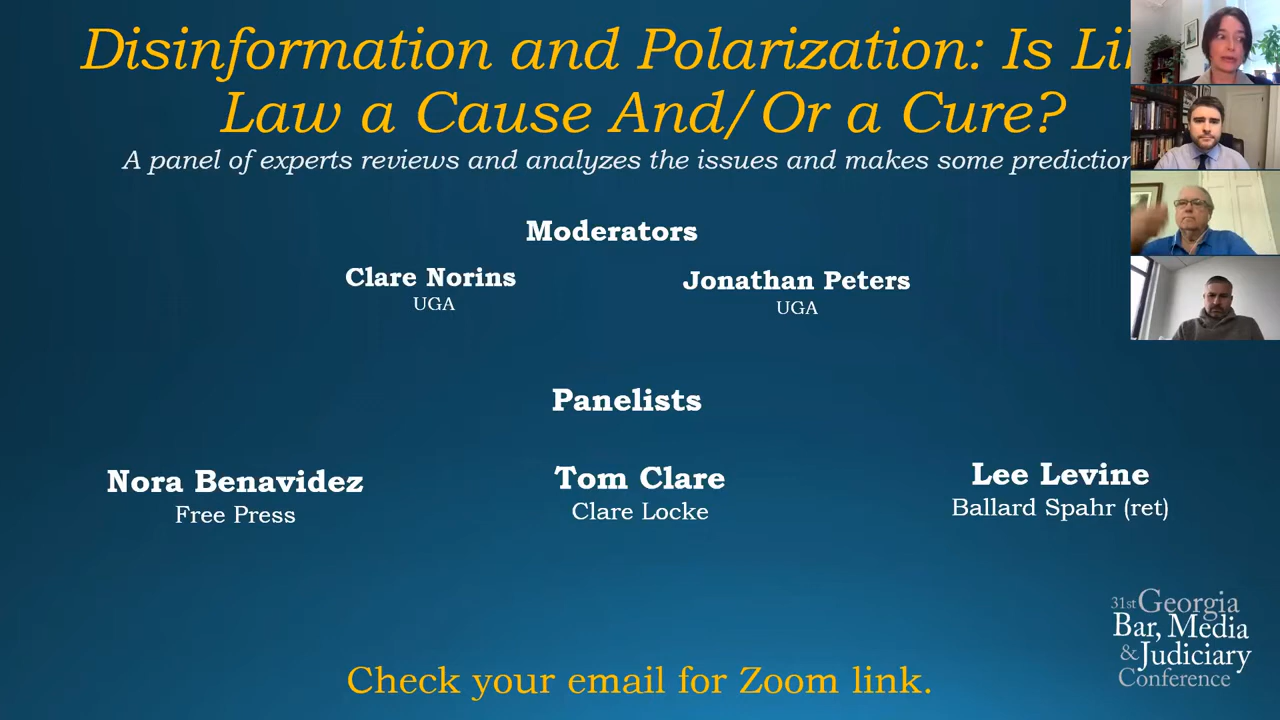 Disinformation and Polarization: Is
Law a Cause And/Or a Cure?
A panel of experts reviews and analyzes the issues and makes some
Moderators
Clare Norins
UGA
Jonathan Peters
UGA
Panelists
Nora Benavidez
Free Press
Tom Clare
Clare Locke
Lee Levine
Ballard Spahr (ret)
31st Georgia
Bar, Media
&Judiciary
Conference
Check your email for Zoom link.